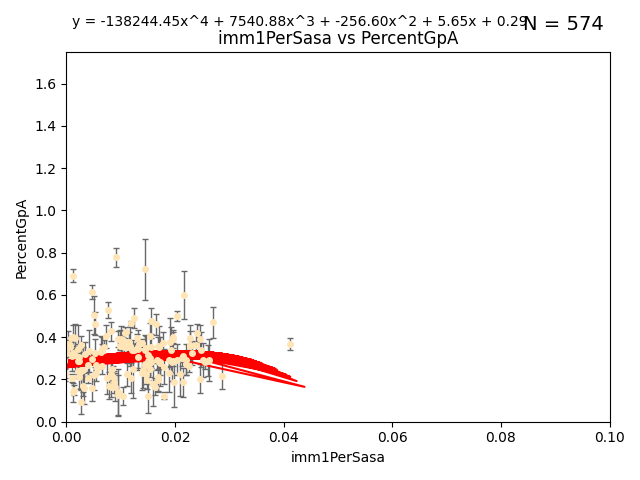 y = -138244.45x^4 + 7540.88x^3 + -256.60x^2 + 5.65x + 0.29
N = 574
imm1PerSasa vs PercentGpA
PercentGpA
1.6
1.4
1.2
1.0
0.8
0.6
0.4
0.2
0.0
0.00 0.02 0.04 0.06 0.08 0.10
imm1PerSasa